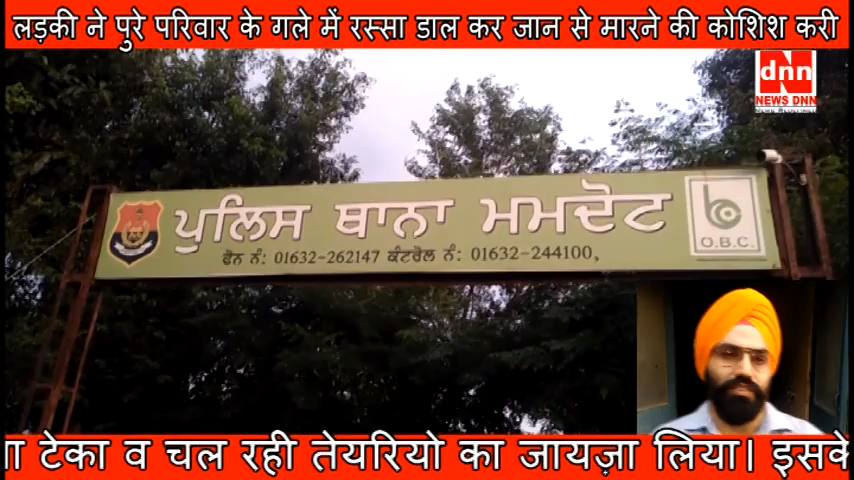 लड़की ने पुरे परिवार के गले में रस्सा डाल कर जान से मारने की कोशिश करी
dnn
NEWS DNN
ਪੁਲਿਸ ਥਾਨਾ ਮਮਦੋਟ
ਫੋਨ ਨੰ: 01632-262147 ਕੰਟਰੋਲ ਨੰ: 01632-244100,
O.B.C.
टेका व चल रही तेयरियो का जायज़ा लिया। इसके